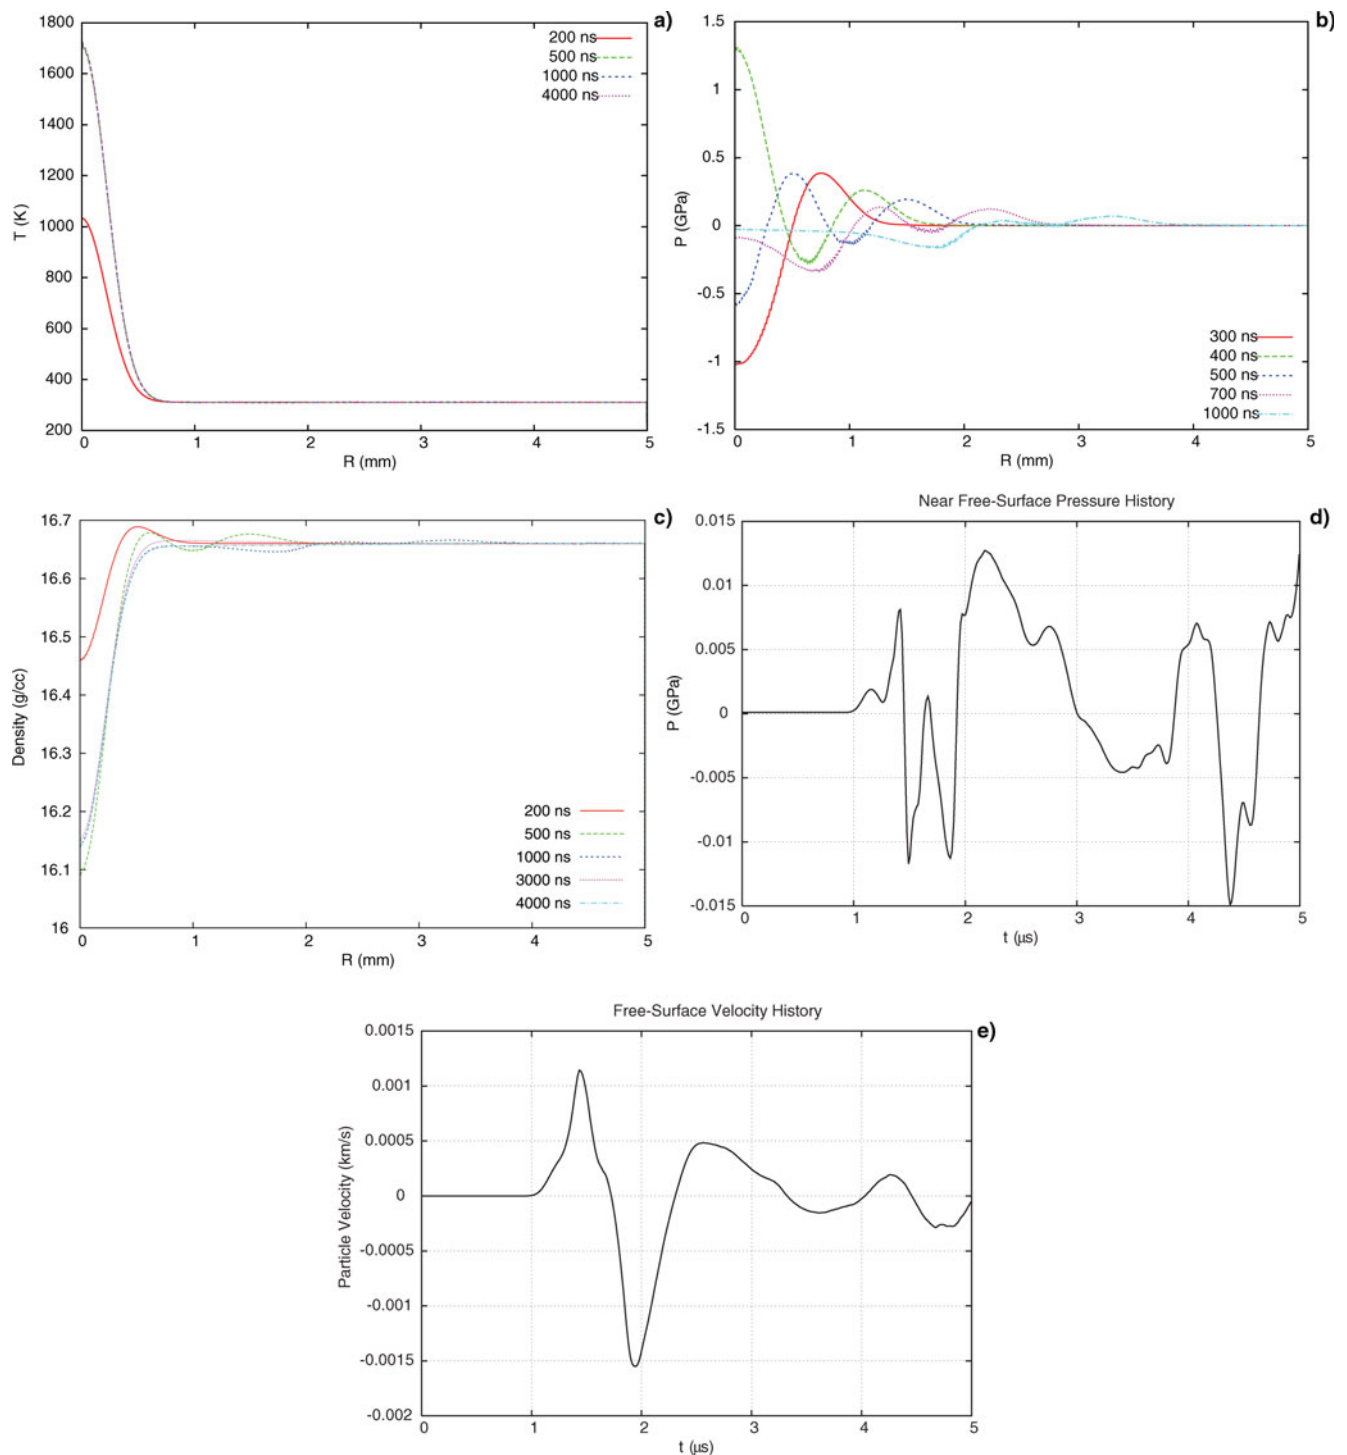 a)
1800
1600
1400
1200
1000
800
600
400
200
T (K)
200 ns
500 ns
1000 ns
4000 ns
0 1 2 3 4 5
R (mm)
b)
1.5
1
0.5
0
-0.5
-1
-1.5
P (GPa)
300 ns
400 ns
500 ns
700 ns
1000 ns
0 1 2 3 4 5
R (mm)
c)
16.7
16.6
16.5
16.4
16.3
16.2
16.1
16
Density (g/cc)
200 ns
500 ns
1000 ns
3000 ns
4000 ns
0 1 2 3 4 5
R (mm)
Near Free-Surface Pressure History
d)
0.015
0.01
0.005
0
-0.005
-0.01
-0.015
P (GPa)
0 1 2 3 4 5
t (μs)
Free-Surface Velocity History
e)
0.0015
0.001
0.0005
0
-0.0005
-0.001
-0.0015
-0.002
Particle Velocity (km/s)
0 1 2 3 4 5
t (μs)